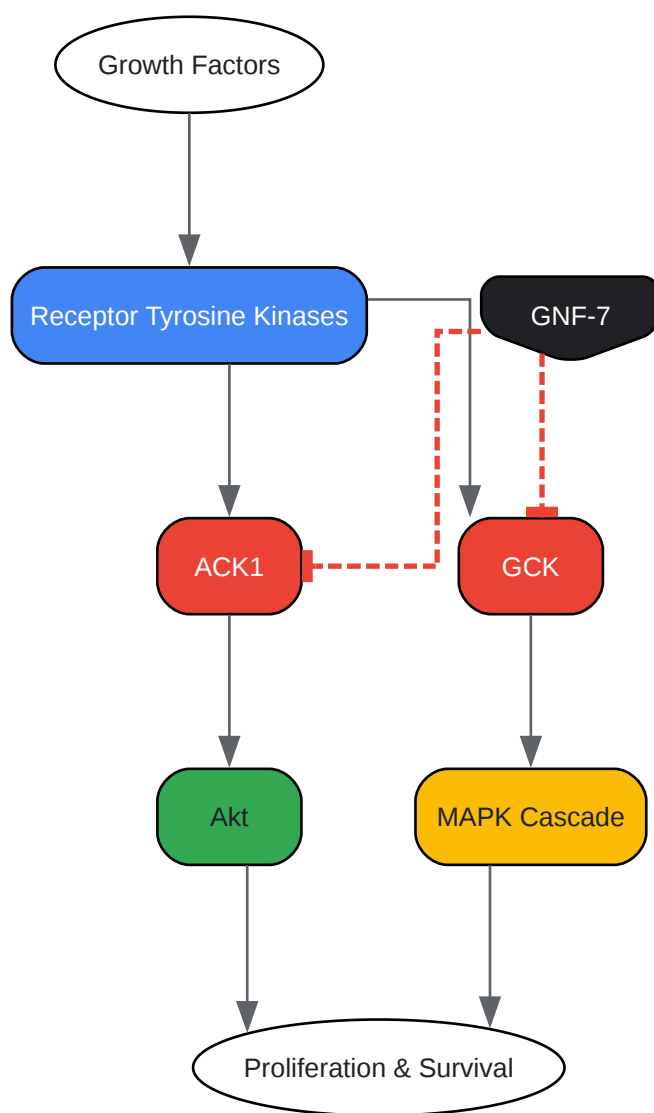 Growth Factors
Receptor Tyrosine Kinases
GNF-7
ACK1
GCK
Akt
MAPK Cascade
Proliferation & Survival